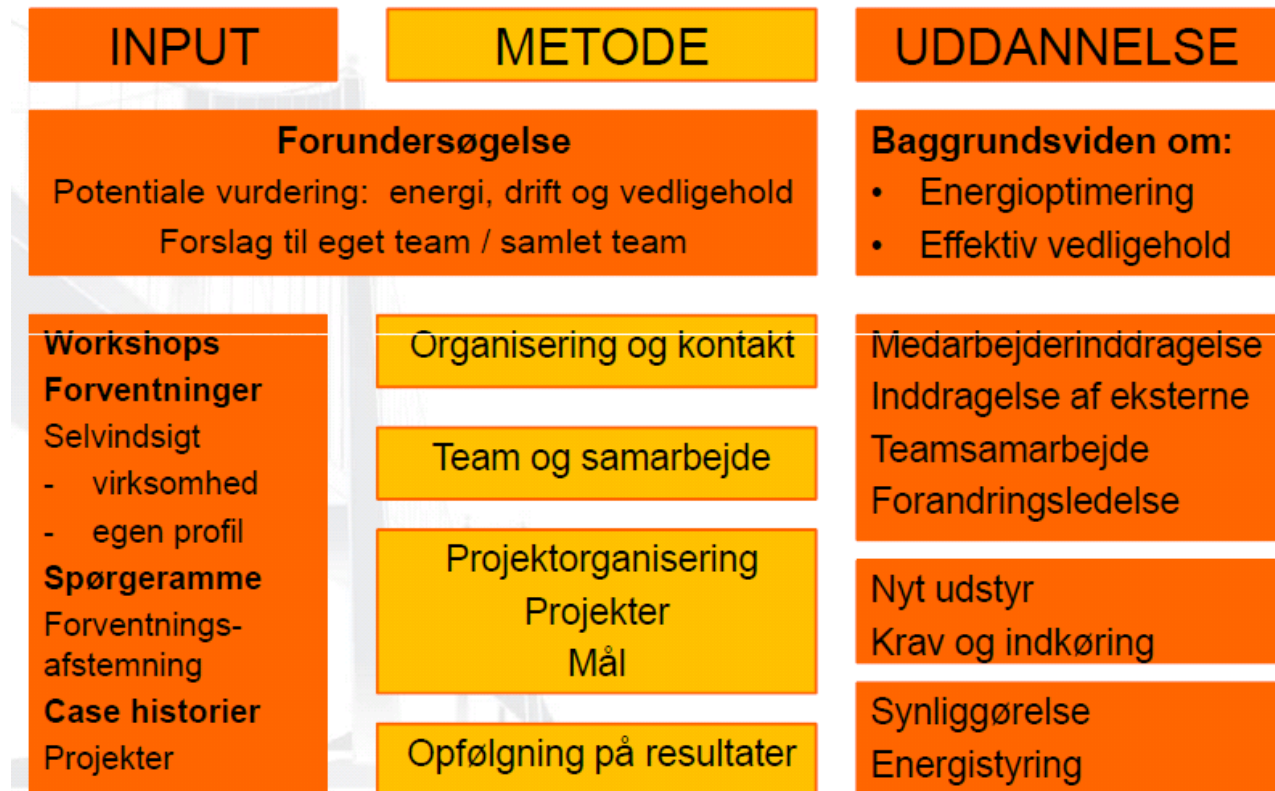 INPUT
METODE
UDDANNELSE
Forundersøgelse
Potentiale vurdering: energi, drift og vedligehold
Forslag til eget team / samlet team
Baggrundsviden om:
• Energioptimering
• Effektiv vedligehold
Workshops
Forventninger
Selvindsigt
- virksomhed
- egen profil
Spørgeramme
Forventnings-
afstemning
Case historier
Projekter
Organisering og kontakt
Team og samarbejde
Projektorganisering
Projekter
Mål
Opfølgning på resultater
Medarbejderinddragelse
Inddragelse af eksterne
Teamsamarbejde
Forandringsledelse
Nyt udstyr
Krav og indkøring
Synliggørelse
Energistyring